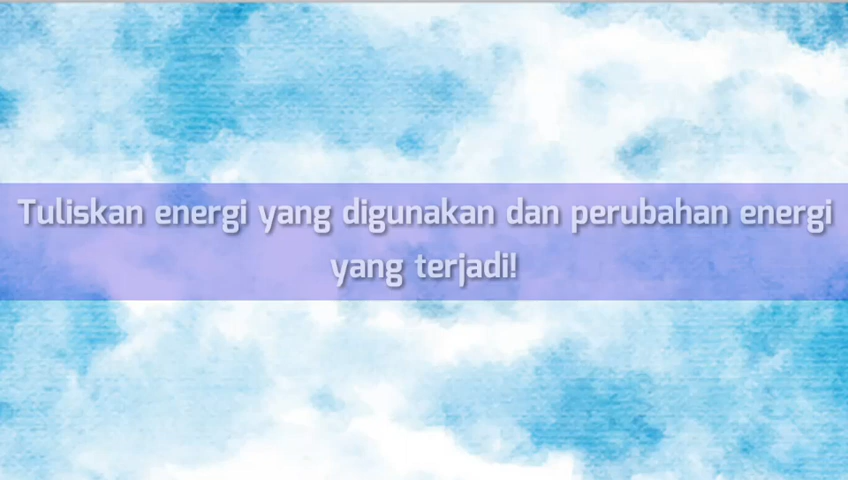 Tuliskan energi yang digunakan dan perubahan energi
yang terjadi!